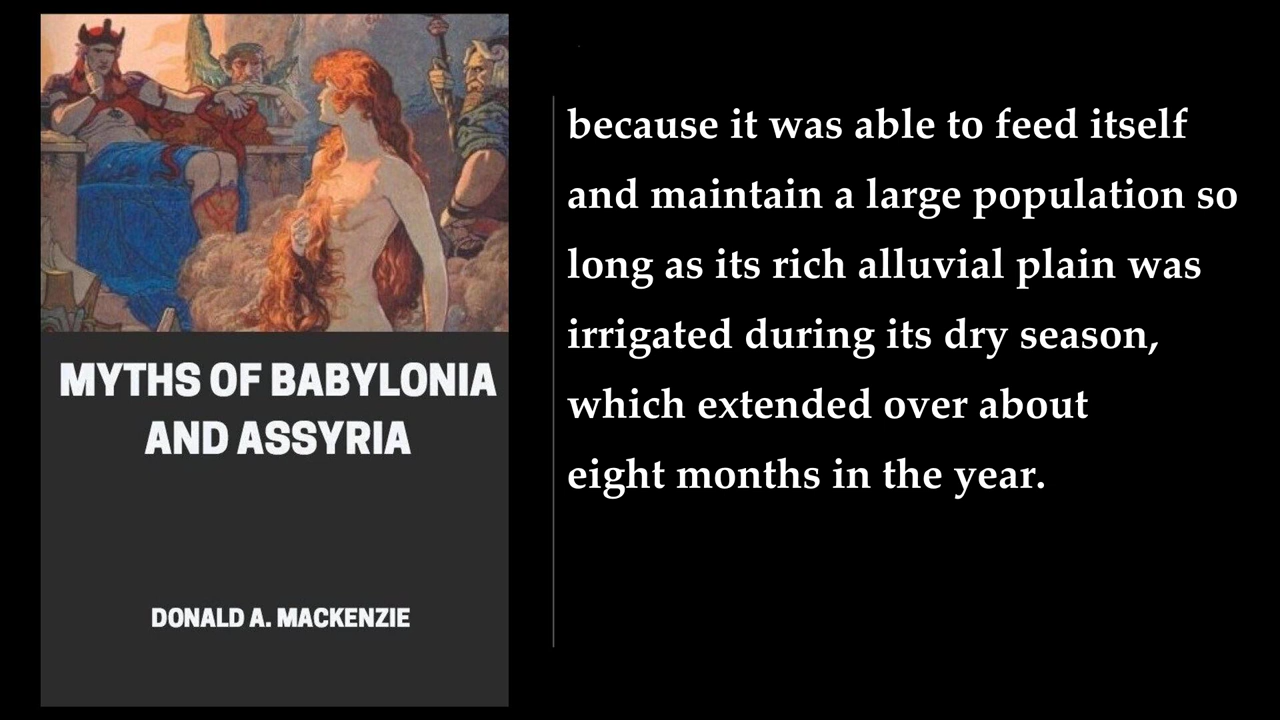 MYTHS OF BABYLONIA
AND ASSYRIA
DONALD A. MACKENZIE
because it was able to feed itself
and maintain a large population so
long as its rich alluvial plain was
irrigated during its dry season,
which extended over about
eight months in the year.